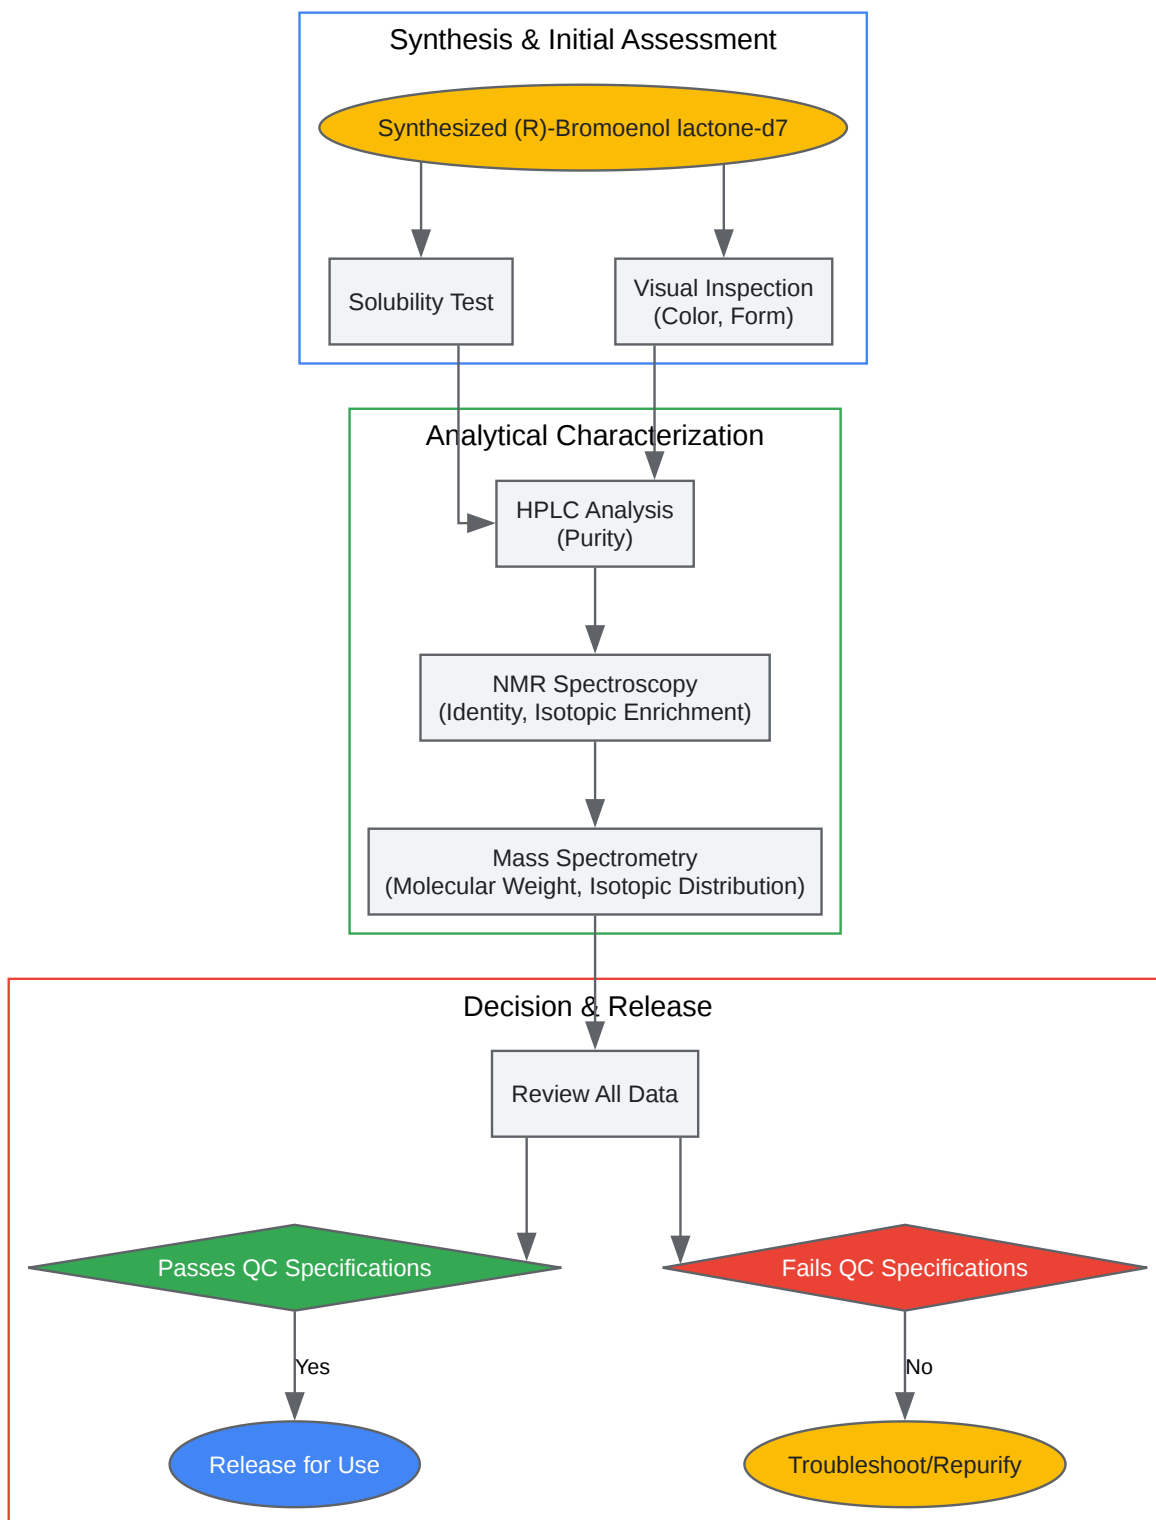 Synthesis & Initial Assessment
Synthesized (R)-Bromoenol lactone-d7
Solubility Test
Visual Inspection
(Color, Form)
Analytical Characterization
HPLC Analysis
(Purity)
NMR Spectroscopy
(Identity, Isotopic Enrichment)
Mass Spectrometry
(Molecular Weight, Isotopic Distribution)
Decision & Release
Review All Data
Passes QC Specifications
Fails QC Specifications
Yes
No
Release for Use
Troubleshoot/Repurify